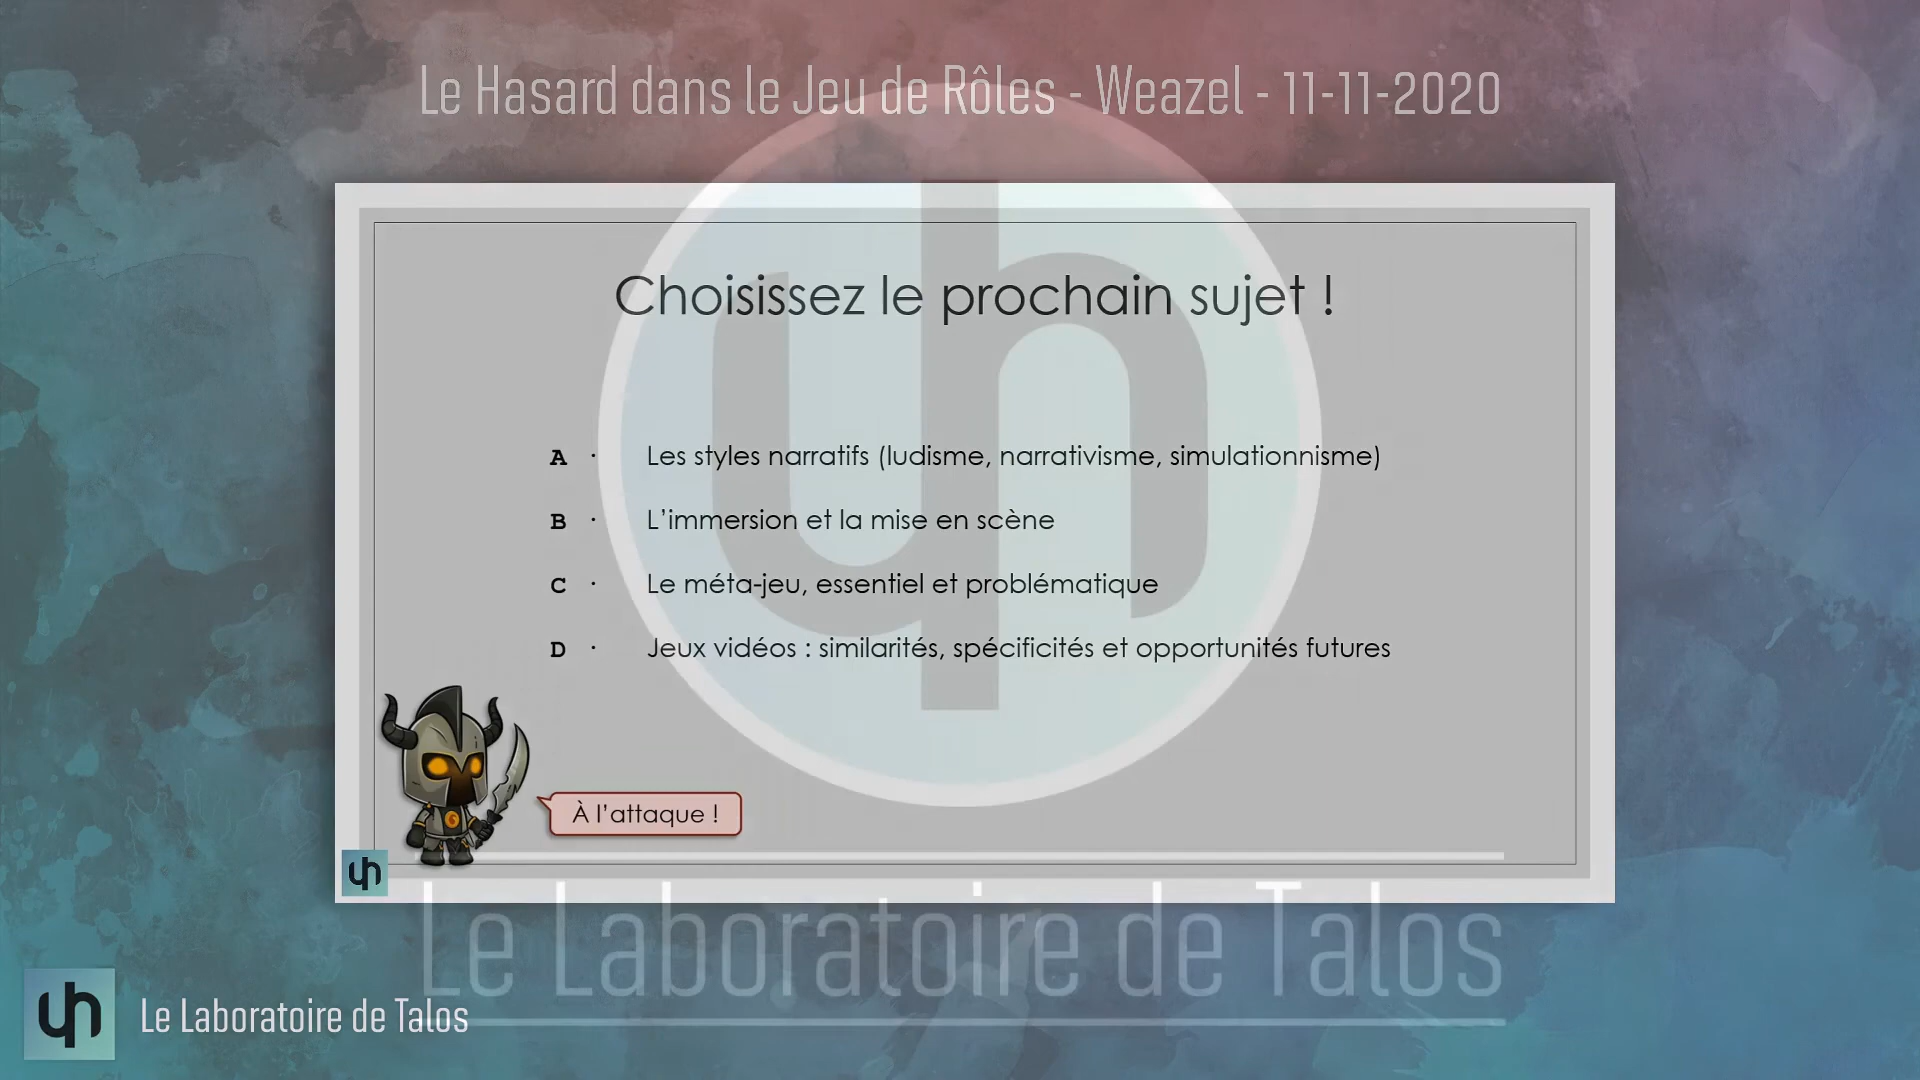 Le Hasard dans le Jeu de Rôles - Weazel - 11-11-2020
Choisissez le prochain sujet !
A · Les styles narratifs (ludisme, narrativisme, simulationnisme)
B · L’immersion et la mise en scène
C · Le méta-jeu, essentiel et problématique
D · Jeux vidéos : similarités, spécificités et opportunités futures
À l’attaque !
Le Laboratoire de Talos
Le Laboratoire de Talos